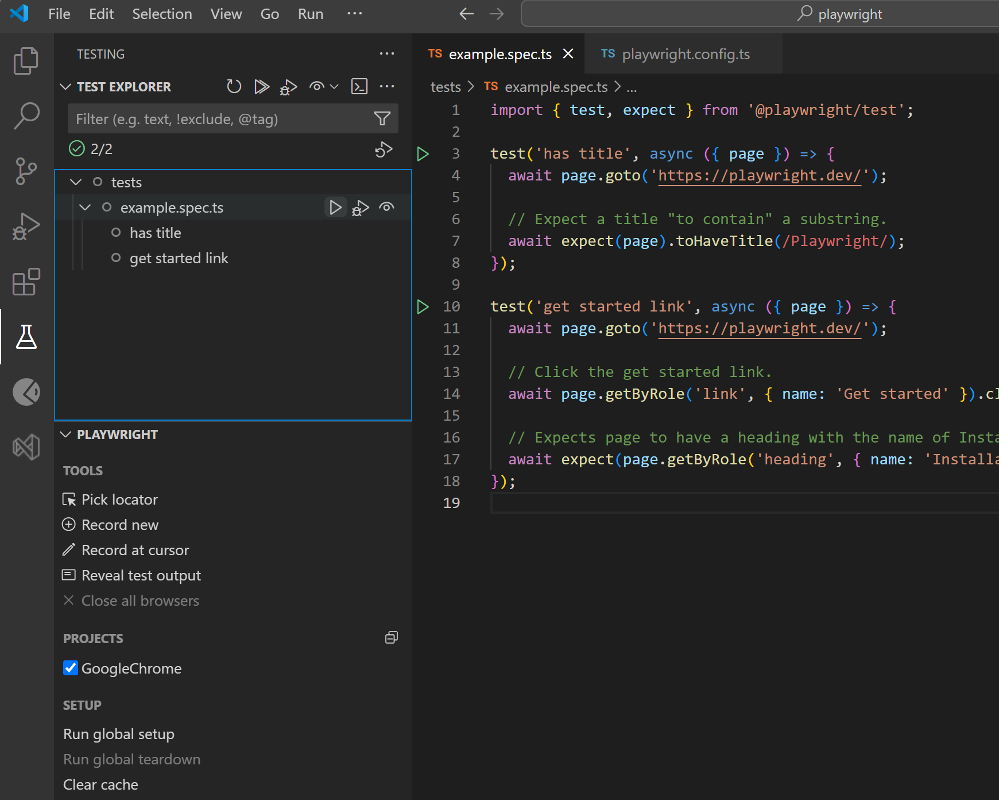 File Edit Selection View Go Run ···
playwright
TESTING
TEST EXPLORER
Filter (e.g. text, !exclude, @tag)
2/2
tests
example.spec.ts
has title
get started link
PLAYWRIGHT
TOOLS
Pick locator
Record new
Record at cursor
Reveal test output
Close all browsers
PROJECTS
GoogleChrome
SETUP
Run global setup
Run global teardown
Clear cache
TS example.spec.ts
TS playwright.config.ts
tests > TS example.spec.ts > ...
1 import { test, expect } from '@playwright/test';
2
3 test('has title', async ({ page }) => {
4 await page.goto('https://playwright.dev/');
5
6 // Expect a title "to contain" a substring.
7 await expect(page).toHaveTitle(/Playwright/);
8 });
9
10 test('get started link', async ({ page }) => {
11 await page.goto('https://playwright.dev/');
12
13 // Click the get started link.
14 await page.getByRole('link', { name: 'Get started' }).cl
15
16 // Expects page to have a heading with the name of Insta
17 await expect(page.getByRole('heading', { name: 'Installa
18 });
19